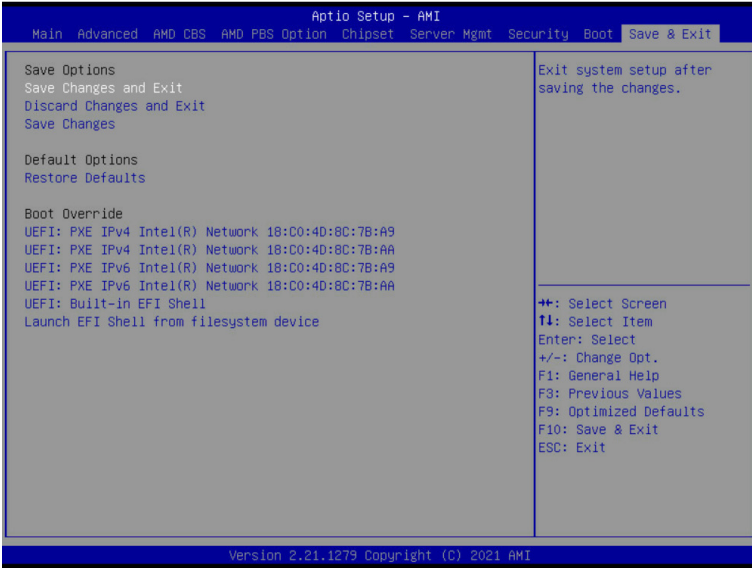 Aptio Setup – AMI
Main Advanced AMD CBS AMD PBS Option Chipset Server Mgmt Security Boot Save & Exit
Save Options
Save Changes and Exit
Discard Changes and Exit
Save Changes
Default Options
Restore Defaults
Boot Override
UEFI: PXE IPv4 Intel(R) Network 18:C0:4D:8C:7B:A9
UEFI: PXE IPv4 Intel(R) Network 18:C0:4D:8C:7B:AA
UEFI: PXE IPv6 Intel(R) Network 18:C0:4D:8C:7B:A9
UEFI: PXE IPv6 Intel(R) Network 18:C0:4D:8C:7B:AA
UEFI: Built-in EFI Shell
Launch EFI Shell from filesystem device
Exit system setup after
saving the changes.
→←: Select Screen
↑↓: Select Item
Enter: Select
+/-: Change Opt.
F1: General Help
F3: Previous Values
F9: Optimized Defaults
F10: Save & Exit
ESC: Exit
Version 2.21.1279 Copyright (C) 2021 AMI